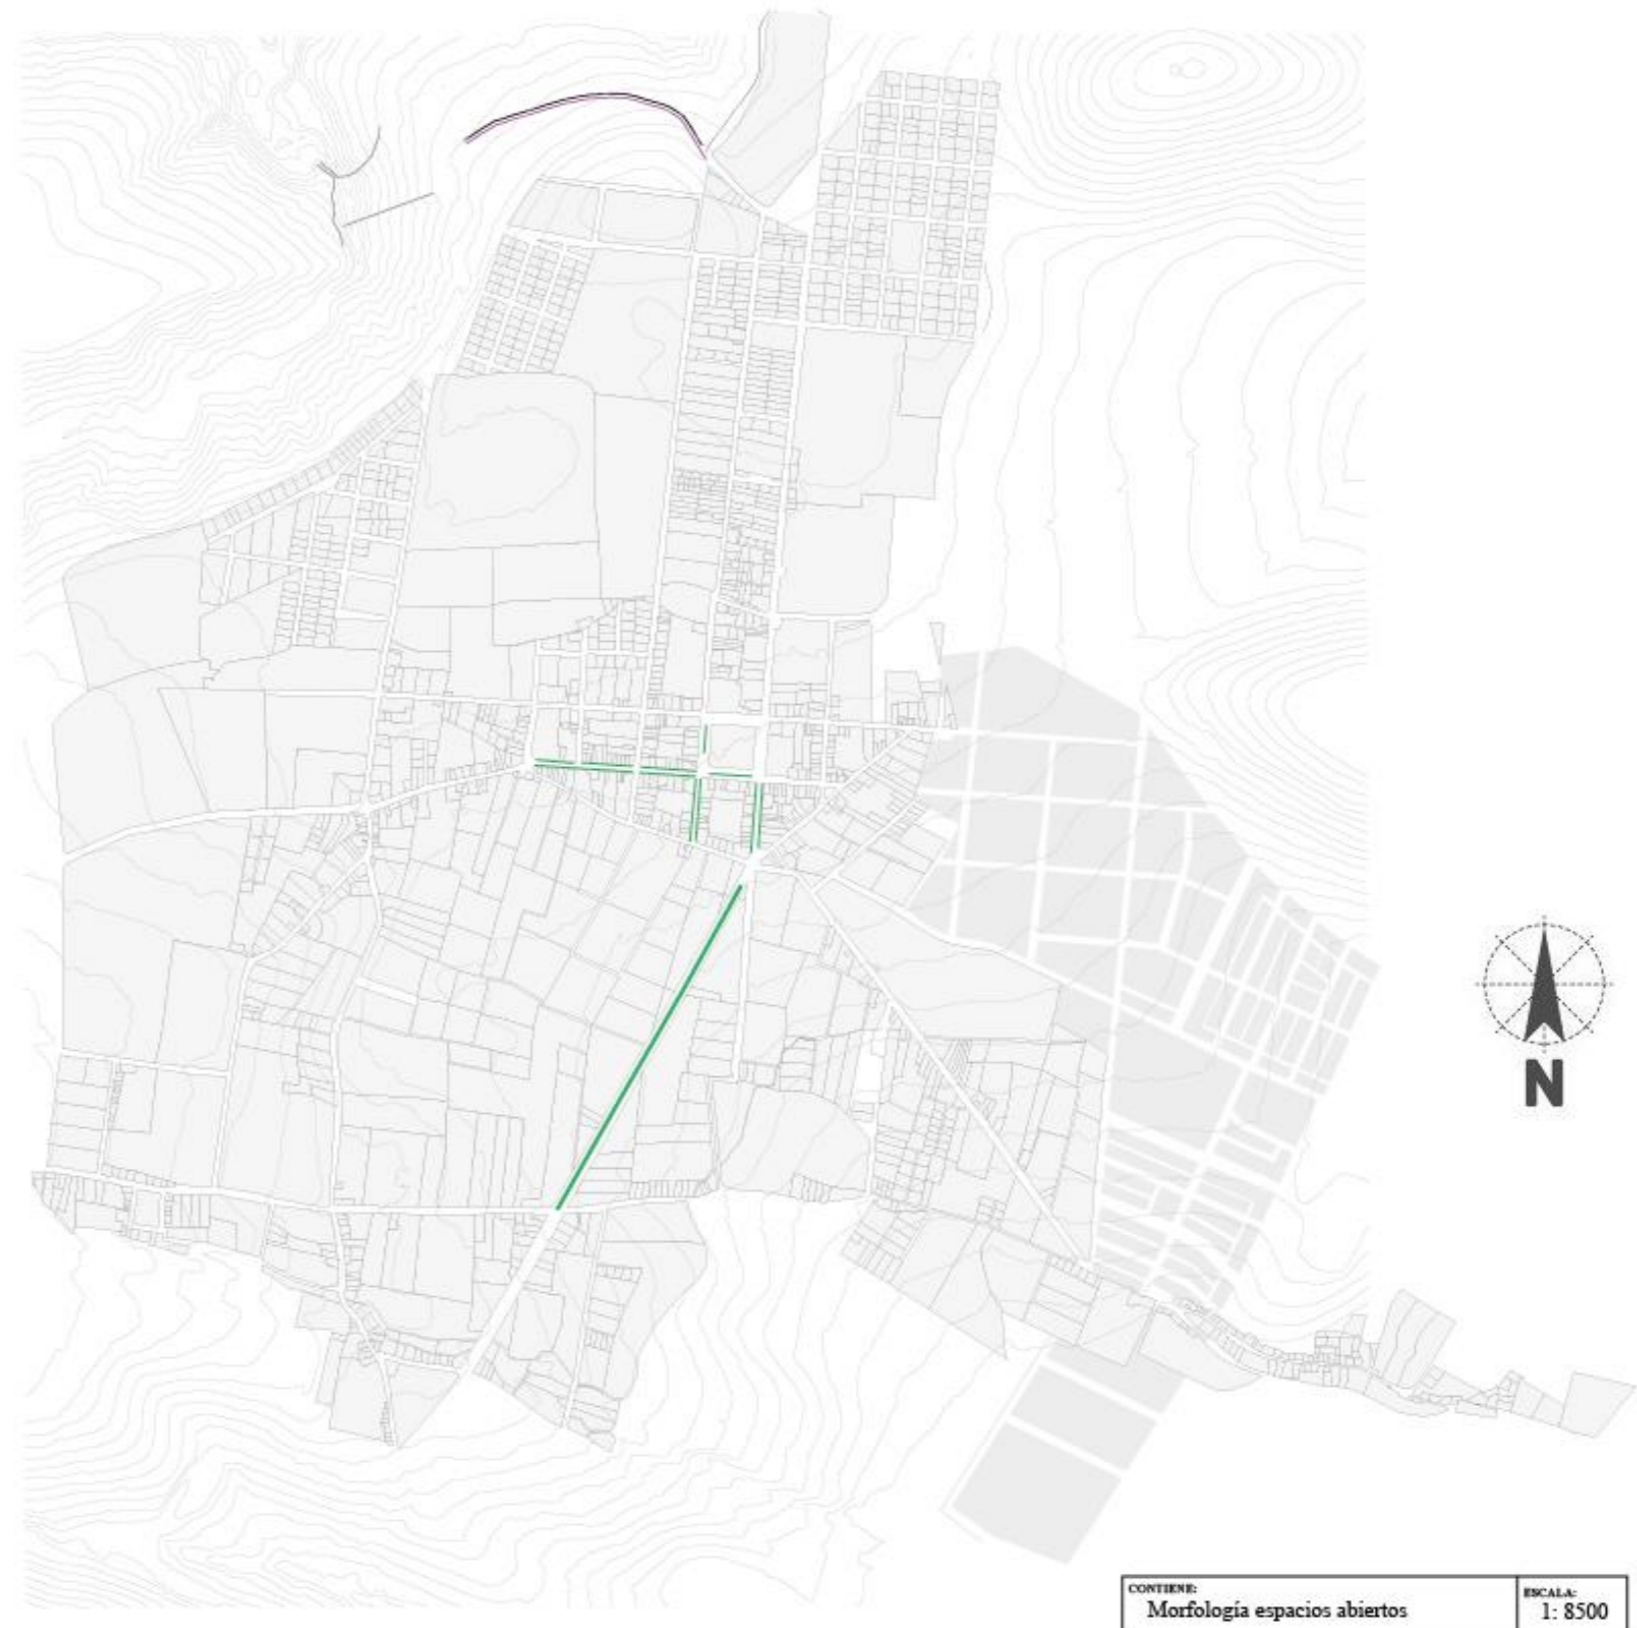 N
CONTIENE:
Morfología espacios abiertos
ESCALA:
1: 8500